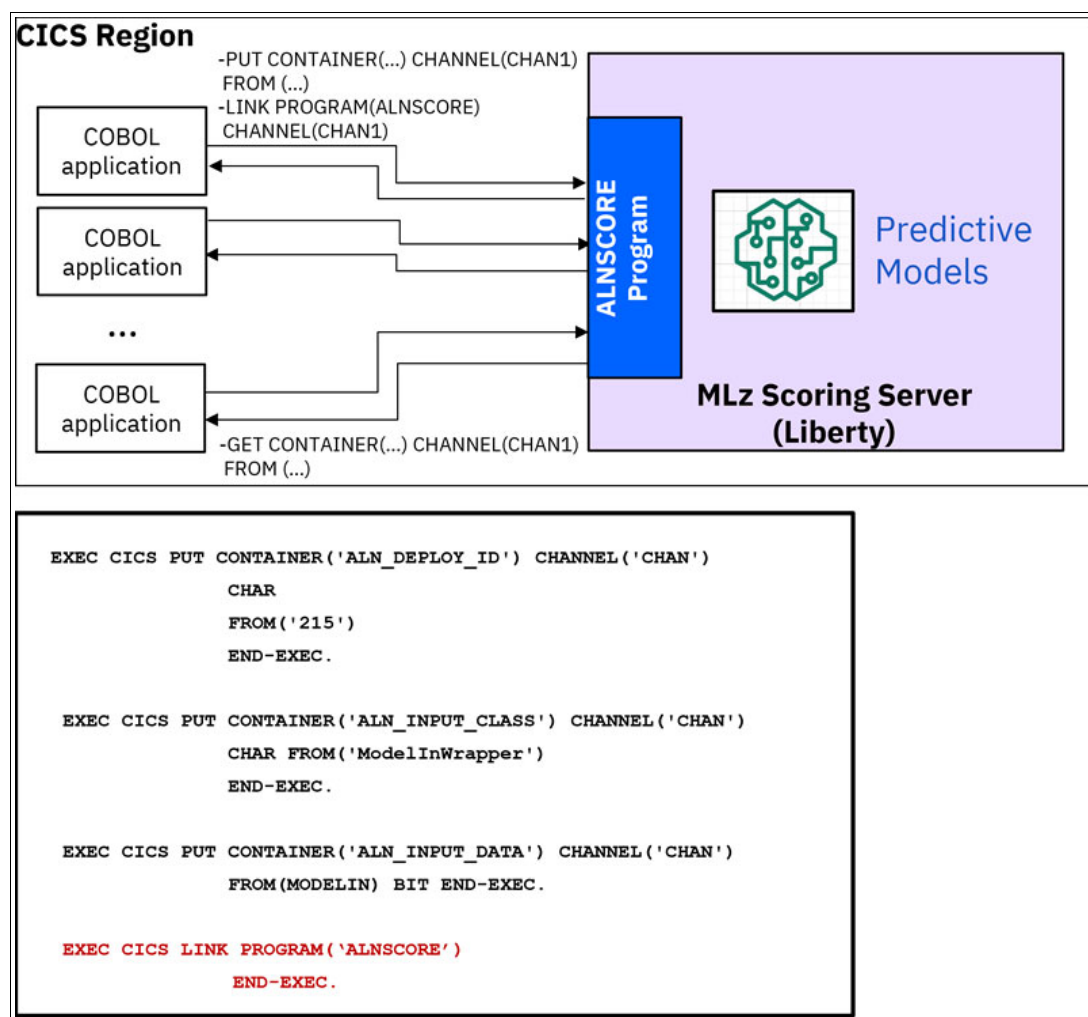 CICS Region
-PUT CONTAINER(...) CHANNEL(CHAN1)
FROM (...)
-LINK PROGRAM(ALNSCORE)
CHANNEL(CHAN1)
COBOL
application
COBOL
application
...
COBOL
application
-GET CONTAINER(...) CHANNEL(CHAN1)
FROM (...)
ALNSCORE
Program
Predictive
Models
MLz Scoring Server
(Liberty)
EXEC CICS PUT CONTAINER('ALN_DEPLOY_ID') CHANNEL('CHAN')
CHAR
FROM('215')
END-EXEC.
EXEC CICS PUT CONTAINER('ALN_INPUT_CLASS') CHANNEL('CHAN')
CHAR FROM('ModelInWrapper')
END-EXEC.
EXEC CICS PUT CONTAINER('ALN_INPUT_DATA') CHANNEL('CHAN')
FROM(MODELIN) BIT END-EXEC.
EXEC CICS LINK PROGRAM(‘ALNSCORE’)
END-EXEC.